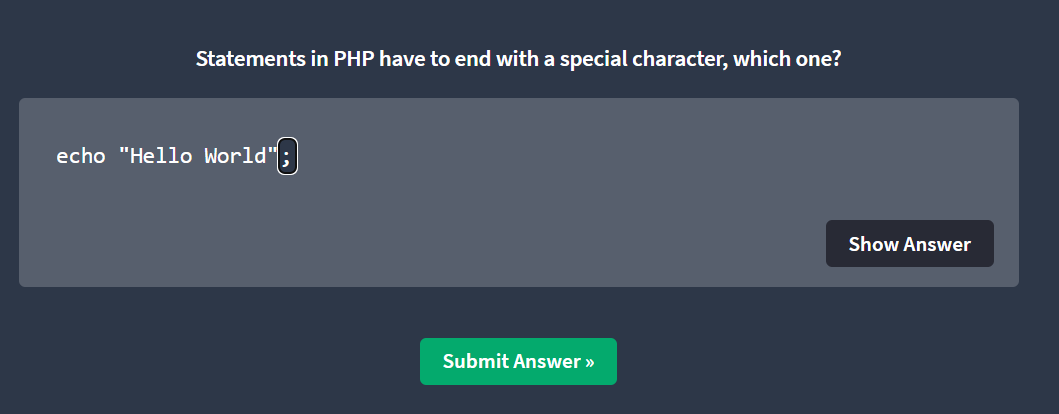 Statements in PHP have to end with a special character, which one?
echo "Hello World";
Show Answer
Submit Answer »